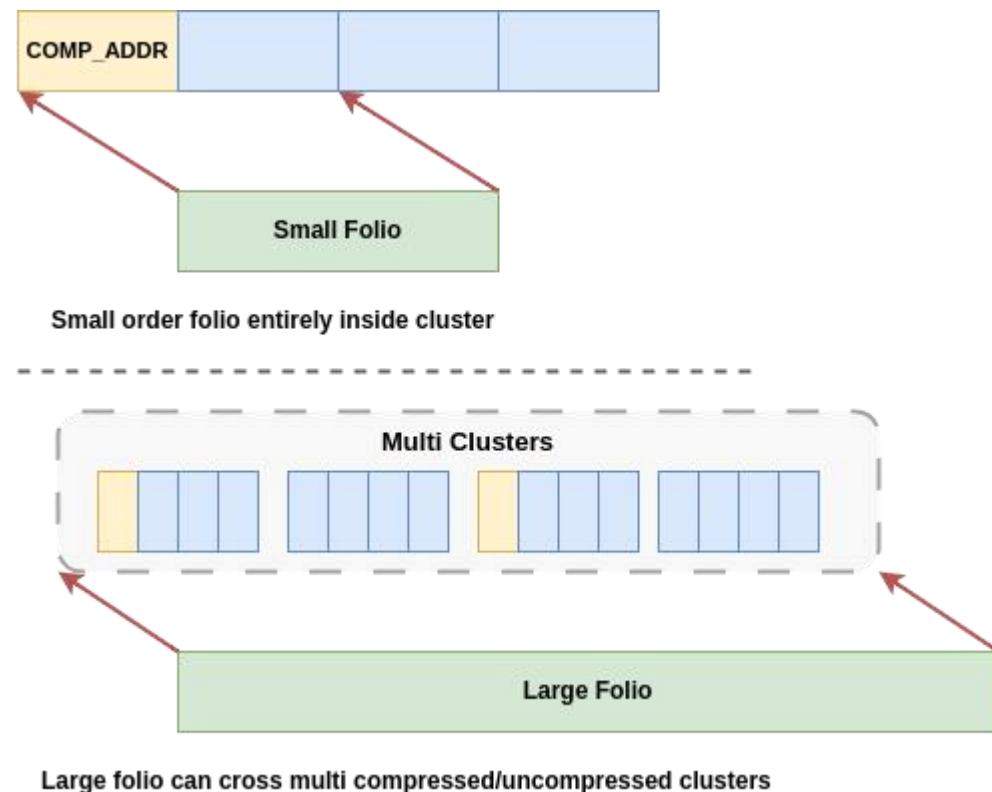 COMP_ADDR
Small Folio
Small order folio entirely inside cluster
Multi Clusters
Large Folio
Large folio can cross multi compressed/uncompressed clusters